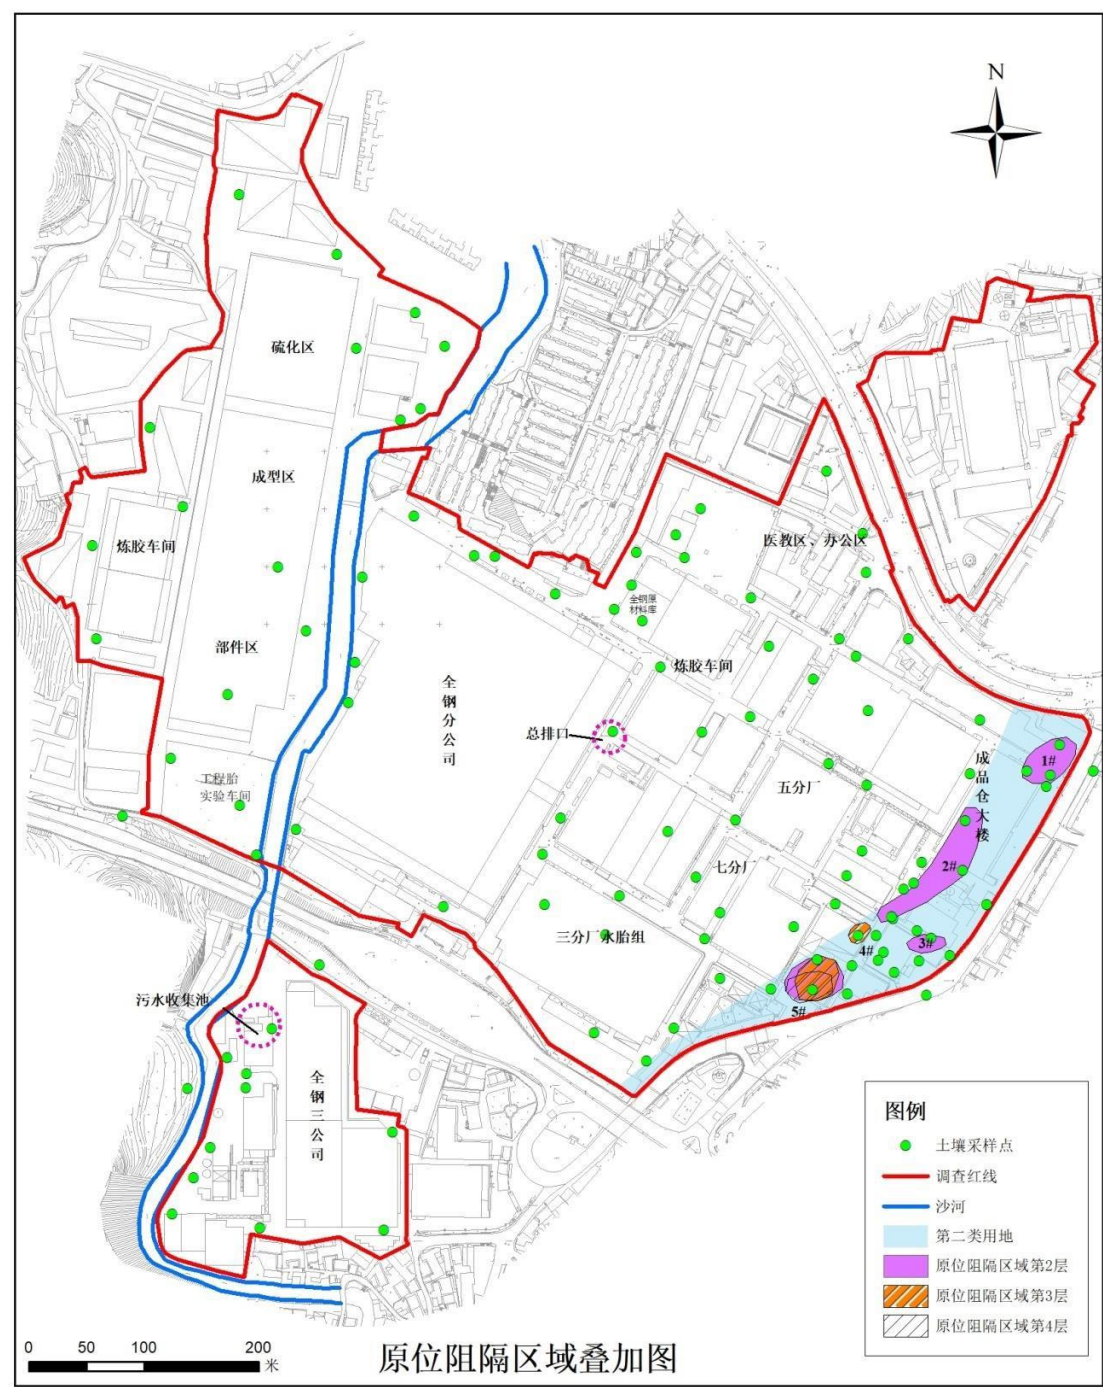 N
硫化区
成型区
炼胶车间
医教区、办公区
全钢原
材料库
部件区
炼胶车间
全钢分公司
总排口
成品仓大楼
1#
工程胎
实验车间
五分厂
七分厂
2#
三分厂水胎组
3#
4#
5#
污水收集池
全钢三公司
图例
土壤采样点
调查红线
沙河
第二类用地
原位阻隔区域第2层
原位阻隔区域第3层
原位阻隔区域第4层
0 50 100 200
米
原位阻隔区域叠加图